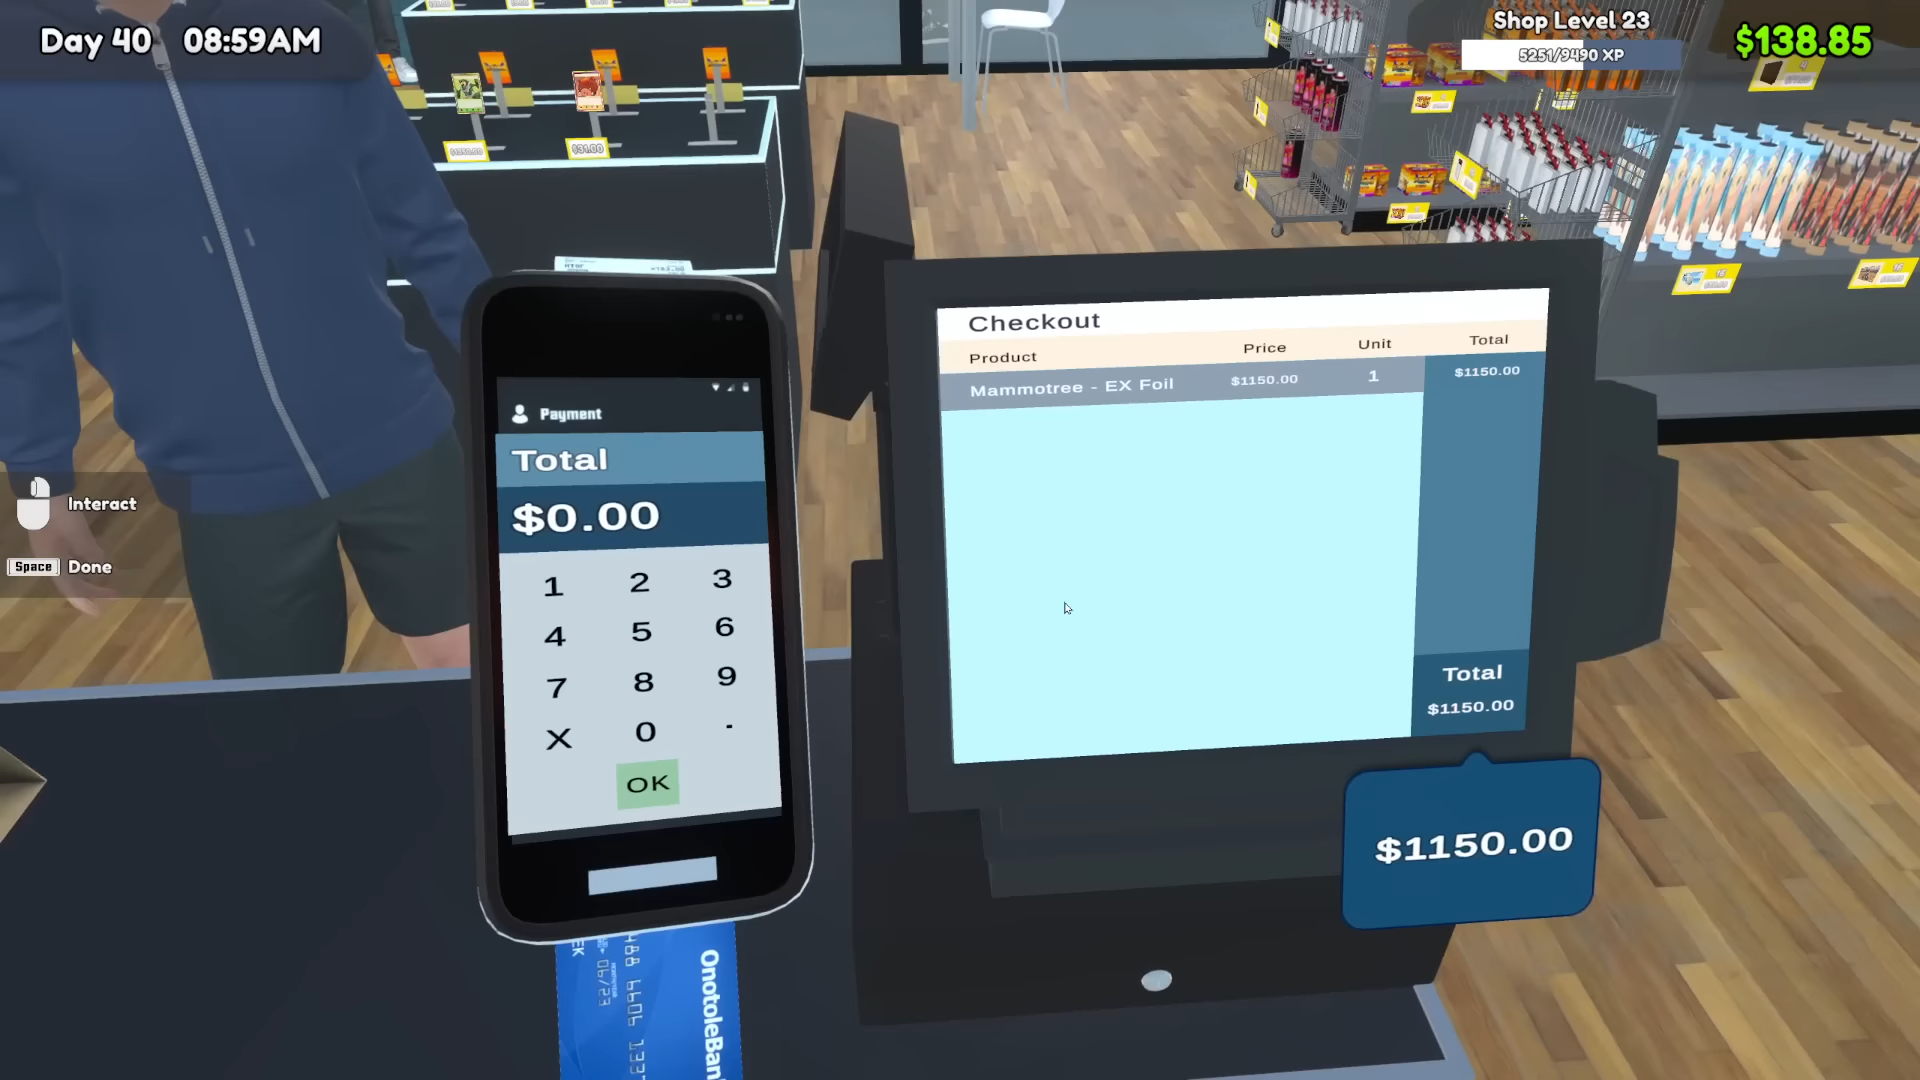 Day 40 08:59AM
Shop Level 23
5251/9490 XP
$138.85
$31.00
Interact
Space Done
Payment
Total
$0.00
1 2 3
4 5 6
7 8 9
X 0 .
OK
Checkout
Product Price Unit Total
Mammotree - EX Foil $1150.00 1 $1150.00
Total
$1150.00
$1150.00